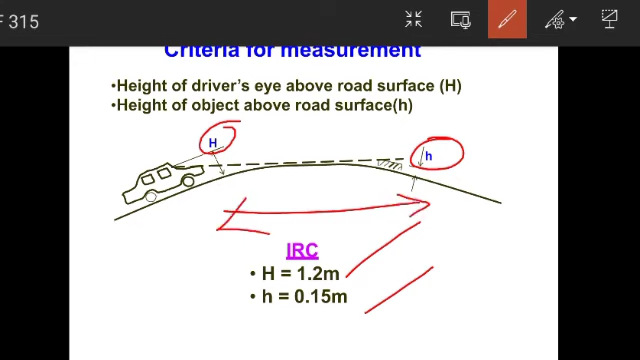 F 315
Criteria for measurement
•Height of driver's eye above road surface (H)
•Height of object above road surface(h)
H
h
IRC
• H = 1.2m
• h = 0.15m